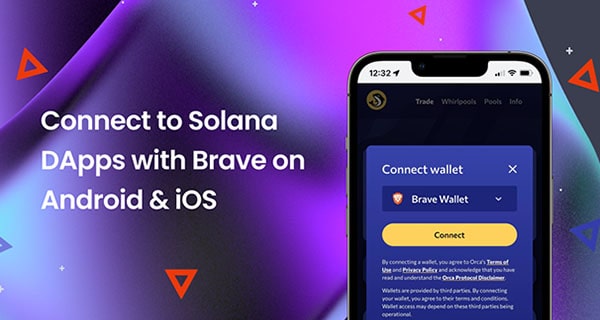 Connect to Solana
DApps with Brave on
Android & iOS
12:32
Trade Whirlpools Pools Info
Connect wallet
Brave Wallet
Connect
By connecting a wallet, you agree to Orca's Terms of
Use and Privacy Policy and acknowledge that you have
read and understand the Orca Protocol Disclaimer.
Wallets are provided by third parties. By connecting
your wallet, you agree to their terms and conditions.
Wallet access may depend on these third parties being
operational.